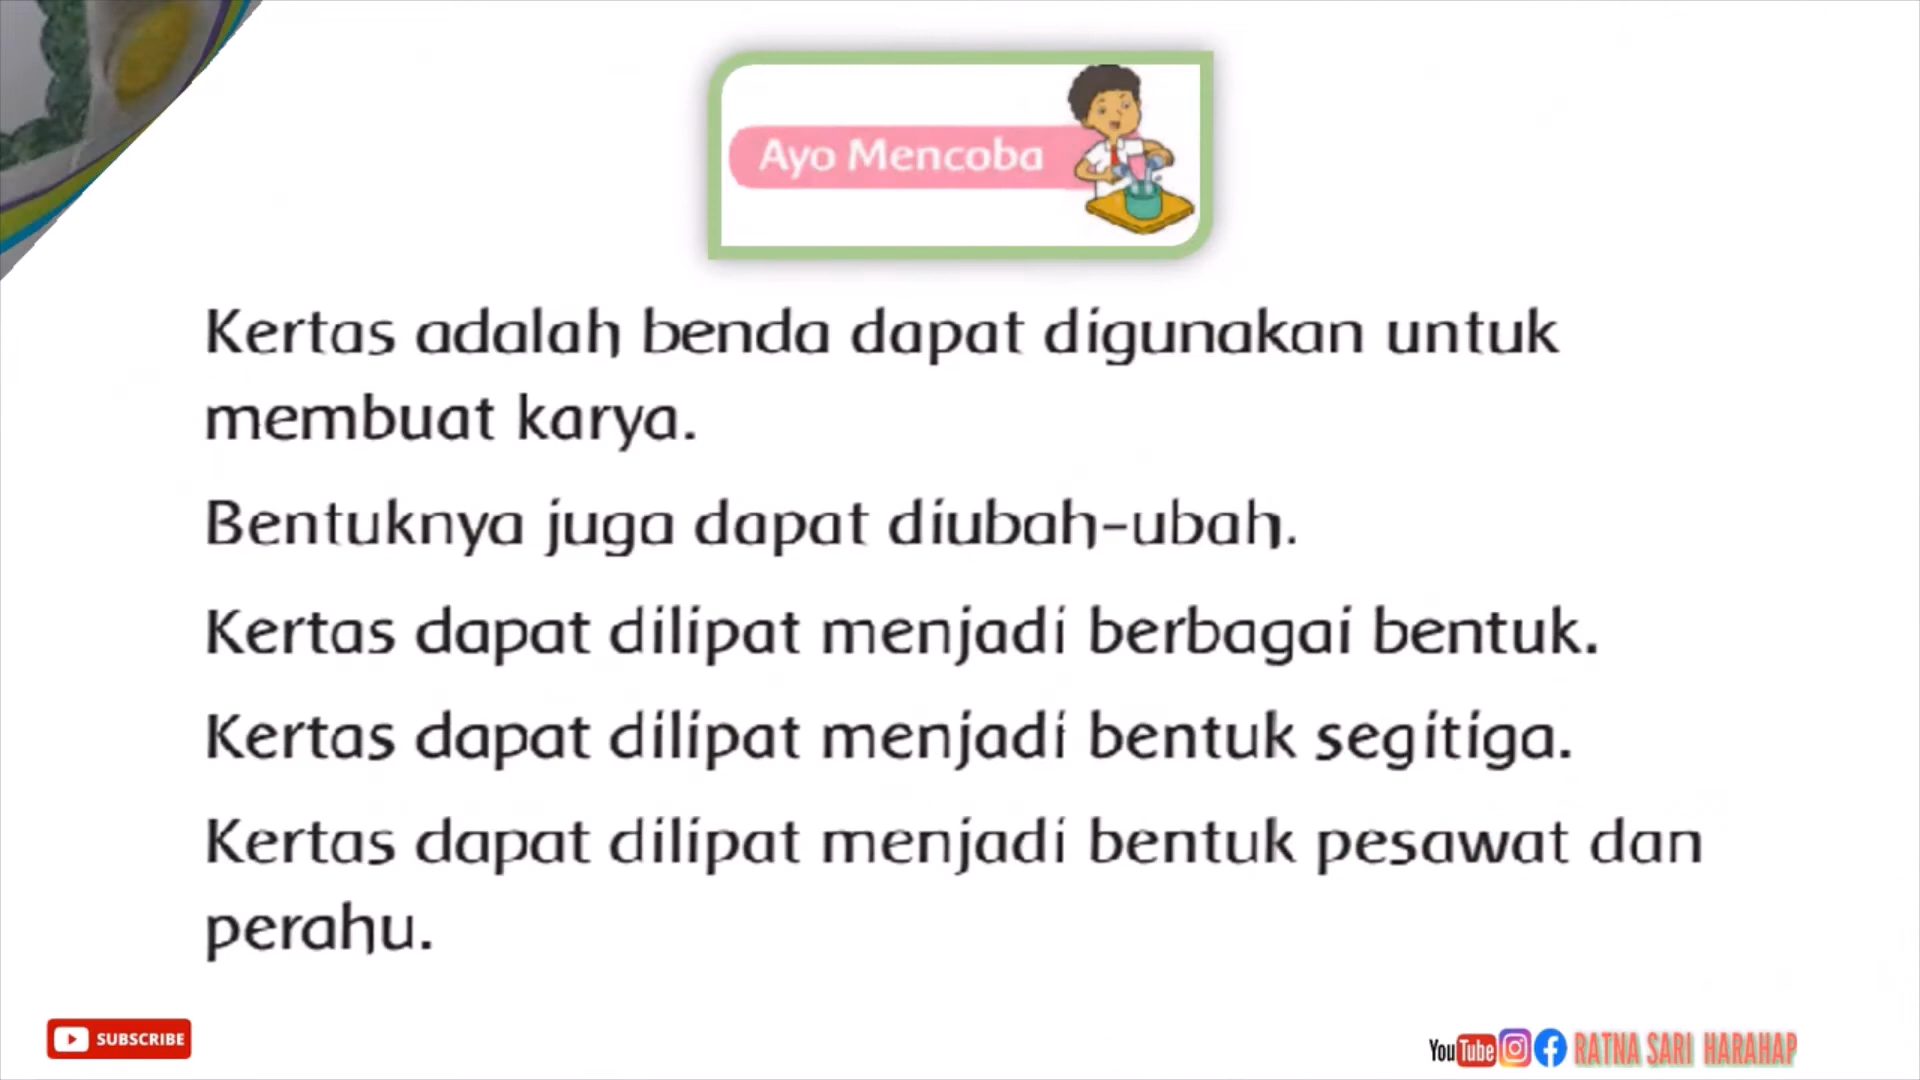 Ayo Mencoba
Kertas adalah benda dapat digunakan untuk
membuat karya.
Bentuknya juga dapat diubah-ubah.
Kertas dapat dilipat menjadi berbagai bentuk.
Kertas dapat dilipat menjadi bentuk segitiga.
Kertas dapat dilipat menjadi bentuk pesawat dan
perahu.
SUBSCRIBE
YouTube RATNA SARI HARAHAP